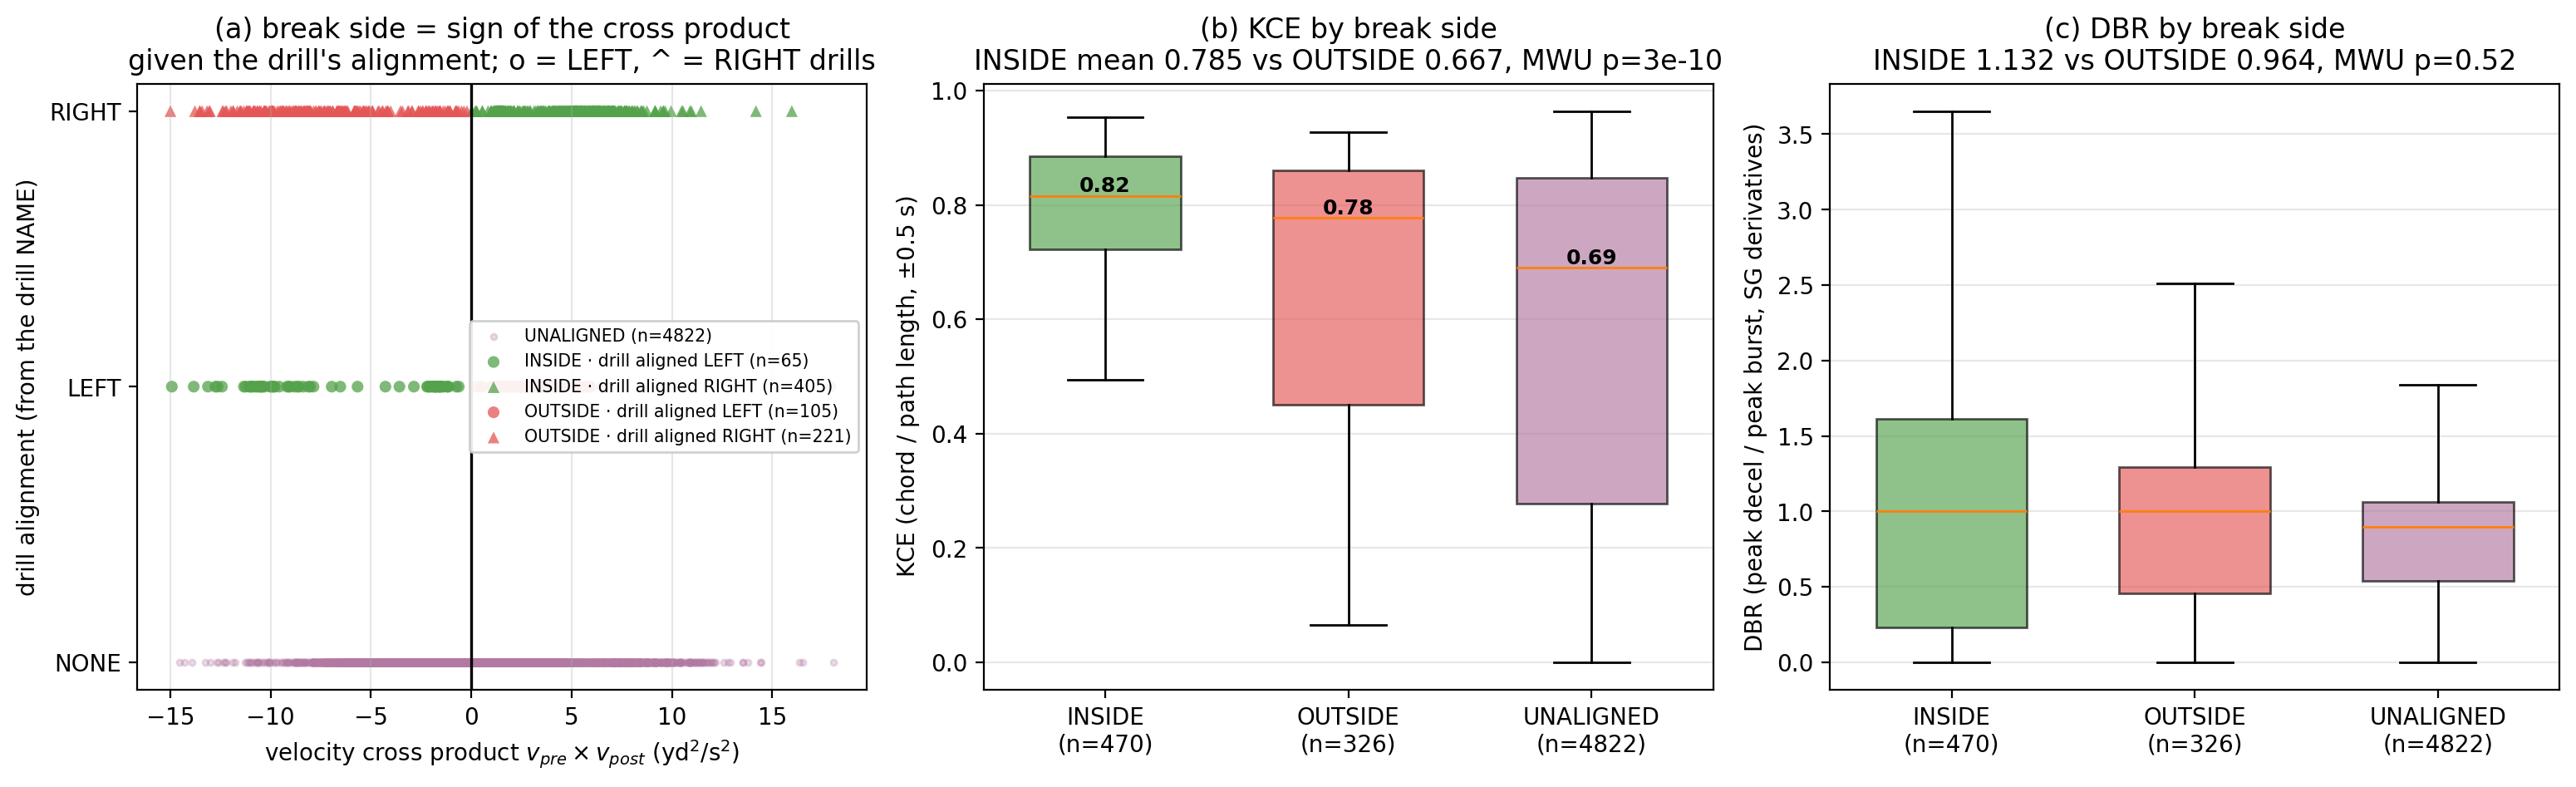 (a) break side = sign of the cross product
given the drill's alignment; o = LEFT, ^ = RIGHT drills
drill alignment (from the drill NAME)
RIGHT
LEFT
NONE
UNALIGNED (n=4822)
INSIDE · drill aligned LEFT (n=65)
INSIDE · drill aligned RIGHT (n=405)
OUTSIDE · drill aligned LEFT (n=105)
OUTSIDE · drill aligned RIGHT (n=221)
−15 −10 −5 0 5 10 15
velocity cross product v_pre × v_post (yd²/s²)
(b) KCE by break side
INSIDE mean 0.785 vs OUTSIDE 0.667, MWU p=3e-10
KCE (chord / path length, ±0.5 s)
1.0
0.8
0.6
0.4
0.2
0.0
0.82
0.78
0.69
INSIDE OUTSIDE UNALIGNED
(n=470) (n=326) (n=4822)
(c) DBR by break side
INSIDE 1.132 vs OUTSIDE 0.964, MWU p=0.52
DBR (peak decel / peak burst, SG derivatives)
3.5
3.0
2.5
2.0
1.5
1.0
0.5
0.0
INSIDE OUTSIDE UNALIGNED
(n=470) (n=326) (n=4822)